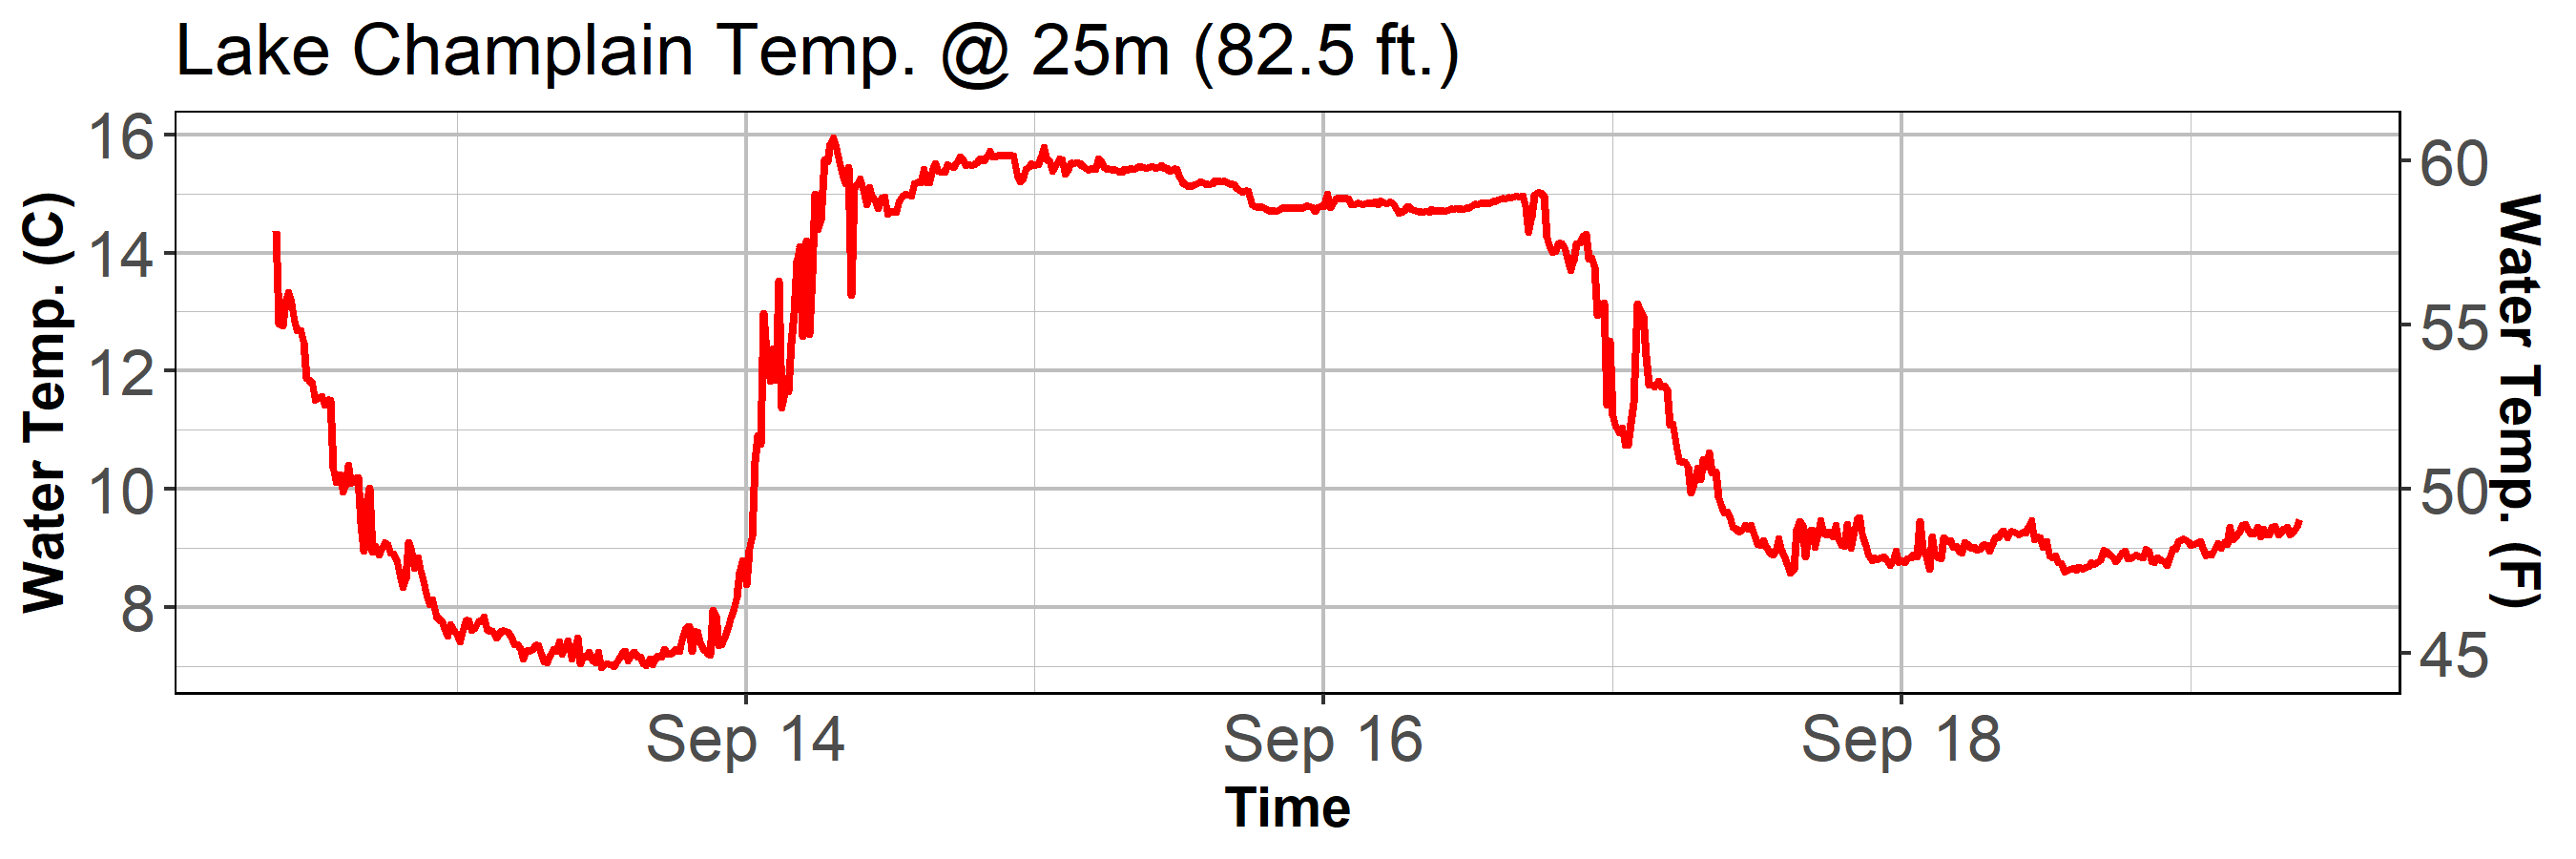 Lake Champlain Temp. @ 25m (82.5 ft.)
Water Temp. (C)
16
14
12
10
8
60
55
50
45
Water Temp. (F)
Sep 14 Sep 16 Sep 18
Time